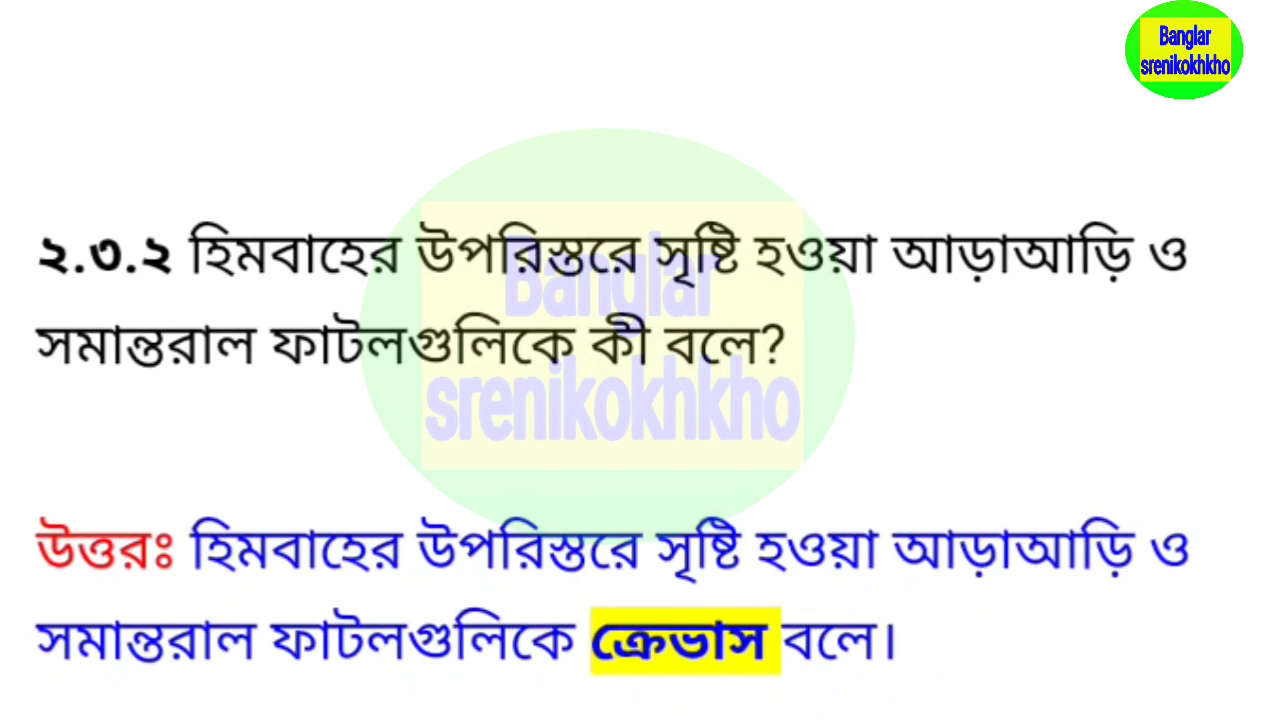 Banglar
srenikokhkho
২.৩.২ হিমবাহের উপরিস্তরে সৃষ্টি হওয়া আড়াআড়ি ও
সমান্তরাল ফাটলগুলিকে কী বলে?
Banglar
srenikokhkho
উত্তরঃ হিমবাহের উপরিস্তরে সৃষ্টি হওয়া আড়াআড়ি ও
সমান্তরাল ফাটলগুলিকে ক্রেভাস বলে।